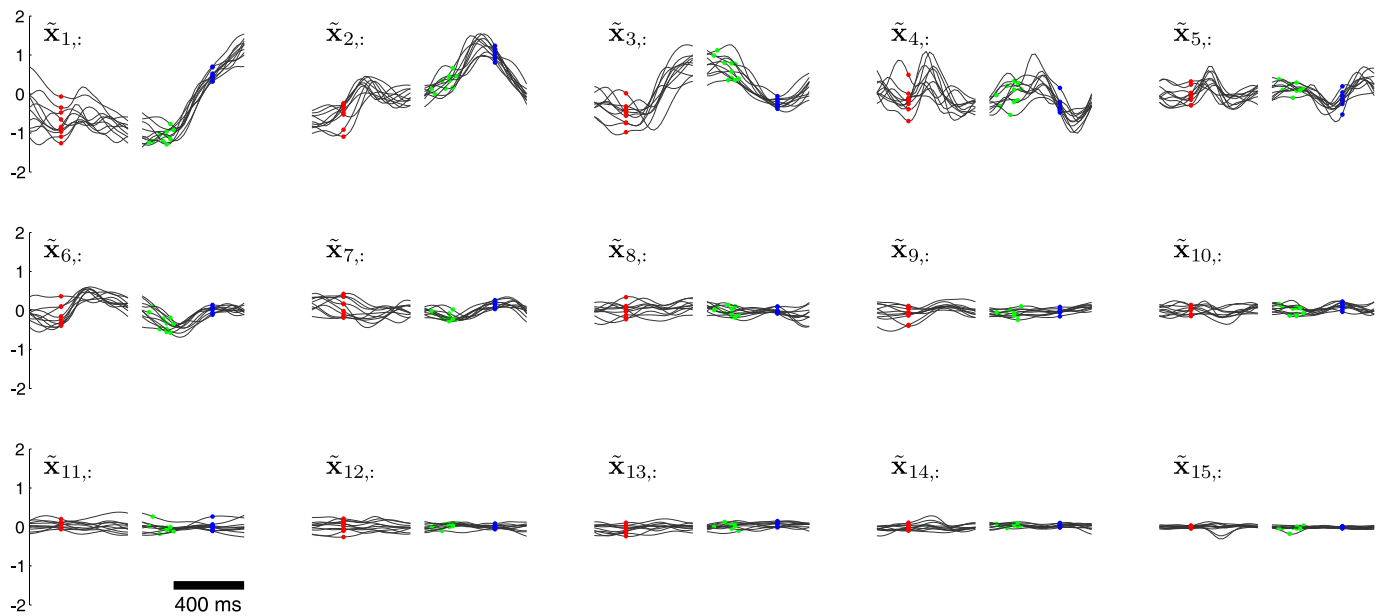 2
1
0
-1
-2
x̃1,:
x̃2,:
x̃3,:
x̃4,:
x̃5,:
2
1
0
-1
-2
x̃6,:
x̃7,:
x̃8,:
x̃9,:
x̃10,:
2
1
0
-1
-2
x̃11,:
x̃12,:
x̃13,:
x̃14,:
x̃15,:
400 ms